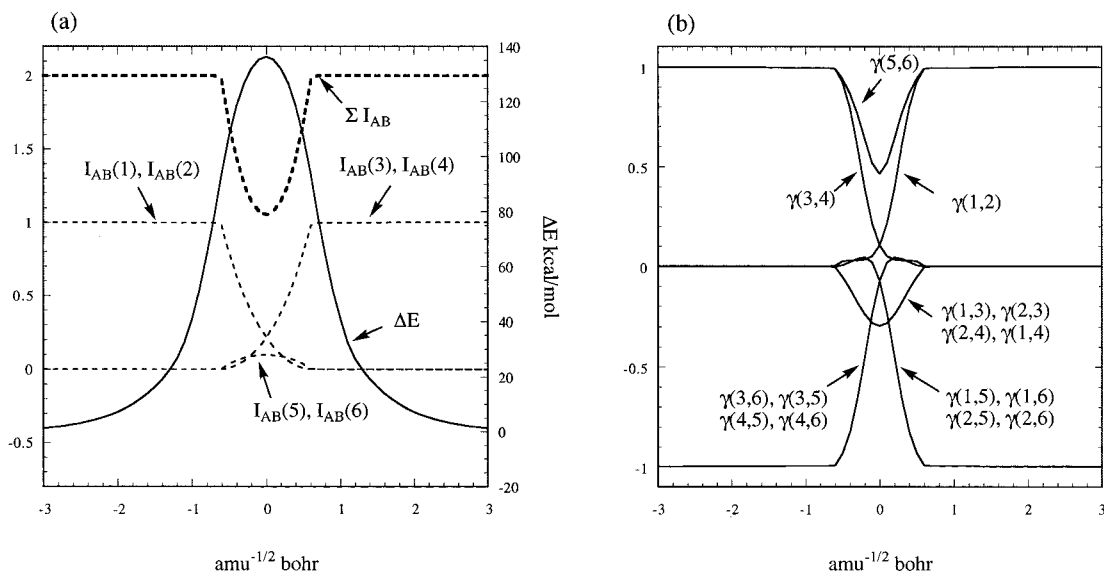 (a)
2
1.5
1
0.5
0
-0.5
140
120
100
80
60
40
20
0
-20
Σ I_AB
I_AB(1), I_AB(2)
I_AB(3), I_AB(4)
ΔE
I_AB(5), I_AB(6)
ΔE kcal/mol
-3 -2 -1 0 1 2 3
amu^-1/2 bohr
(b)
1
0.5
0
-0.5
-1
γ(5,6)
γ(3,4)
γ(1,2)
γ(1,3), γ(2,3)
γ(2,4), γ(1,4)
γ(3,6), γ(3,5)
γ(4,5), γ(4,6)
γ(1,5), γ(1,6)
γ(2,5), γ(2,6)
-3 -2 -1 0 1 2 3
amu^-1/2 bohr